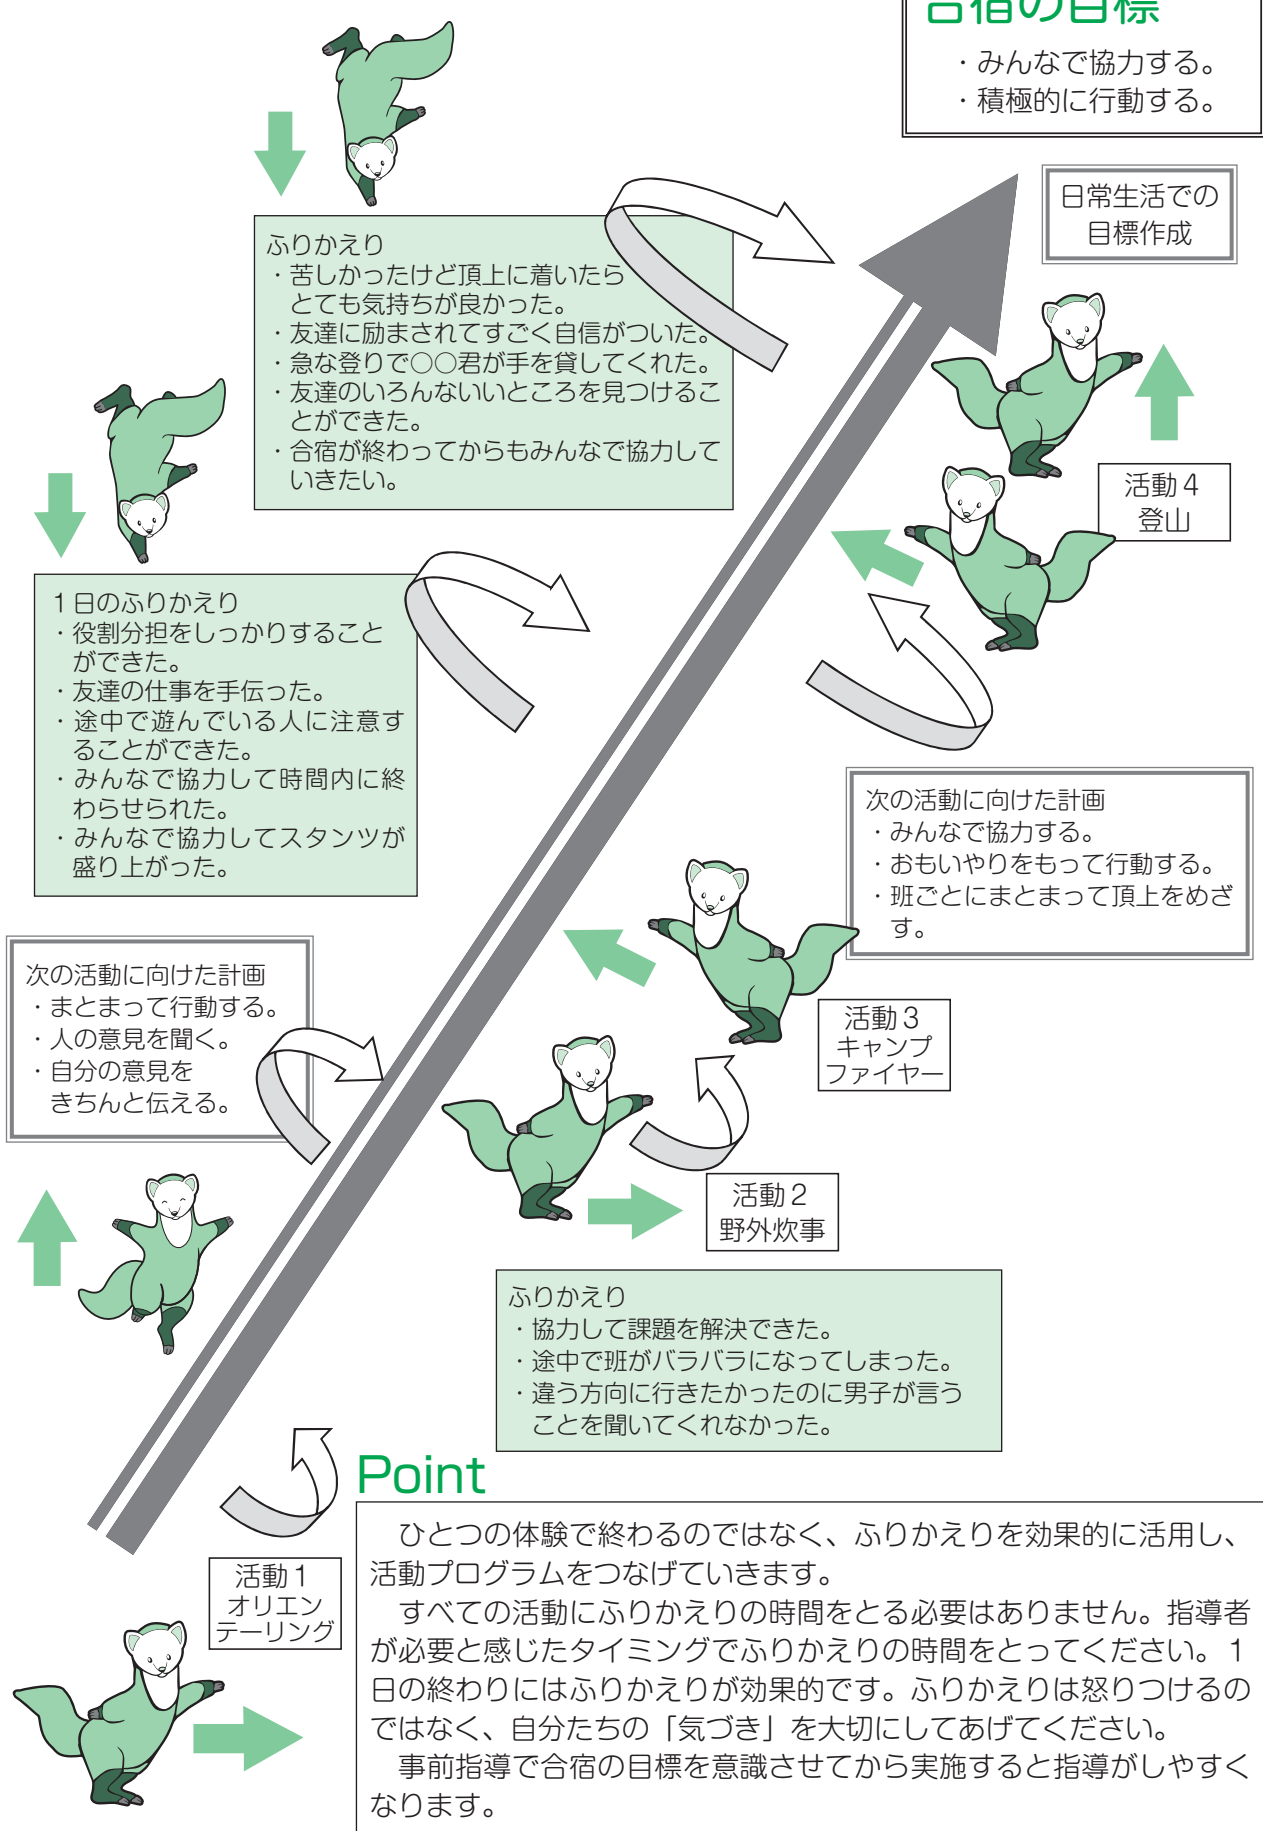 合宿の目標
・みんなで協力する。
・積極的に行動する。
日常生活での
目標作成
ふりかえり
・苦しかったけど頂上に着いたら
とても気持ちが良かった。
・友達に励まされてすごく自信がついた。
・急な登りで○○君が手を貸してくれた。
・友達のいろんないいところを見つけるこ
とができた。
・合宿が終わってからもみんなで協力して
いきたい。
活動4
登山
1日のふりかえり
・役割分担をしっかりすること
ができた。
・友達の仕事を手伝った。
・途中で遊んでいる人に注意す
ることができた。
・みんなで協力して時間内に終
わらせられた。
・みんなで協力してスタンツが
盛り上がった。
次の活動に向けた計画
・みんなで協力する。
・おもいやりをもって行動する。
・班ごとにまとまって頂上をめざ
す。
次の活動に向けた計画
・まとまって行動する。
・人の意見を聞く。
・自分の意見を
きちんと伝える。
活動3
キャンプ
ファイヤー
活動2
野外炊事
ふりかえり
・協力して課題を解決できた。
・途中で班がバラバラになってしまった。
・違う方向に行きたかったのに男子が言う
ことを聞いてくれなかった。
活動1
オリエン
テーリング
Point
ひとつの体験で終わるのではなく、ふりかえりを効果的に活用し、
活動プログラムをつなげていきます。
すべての活動にふりかえりの時間をとる必要はありません。指導者
が必要と感じたタイミングでふりかえりの時間をとってください。1
日の終わりにはふりかえりが効果的です。ふりかえりは怒りつけるの
ではなく、自分たちの「気づき」を大切にしてあげてください。
事前指導で合宿の目標を意識させてから実施すると指導がしやすく
なります。